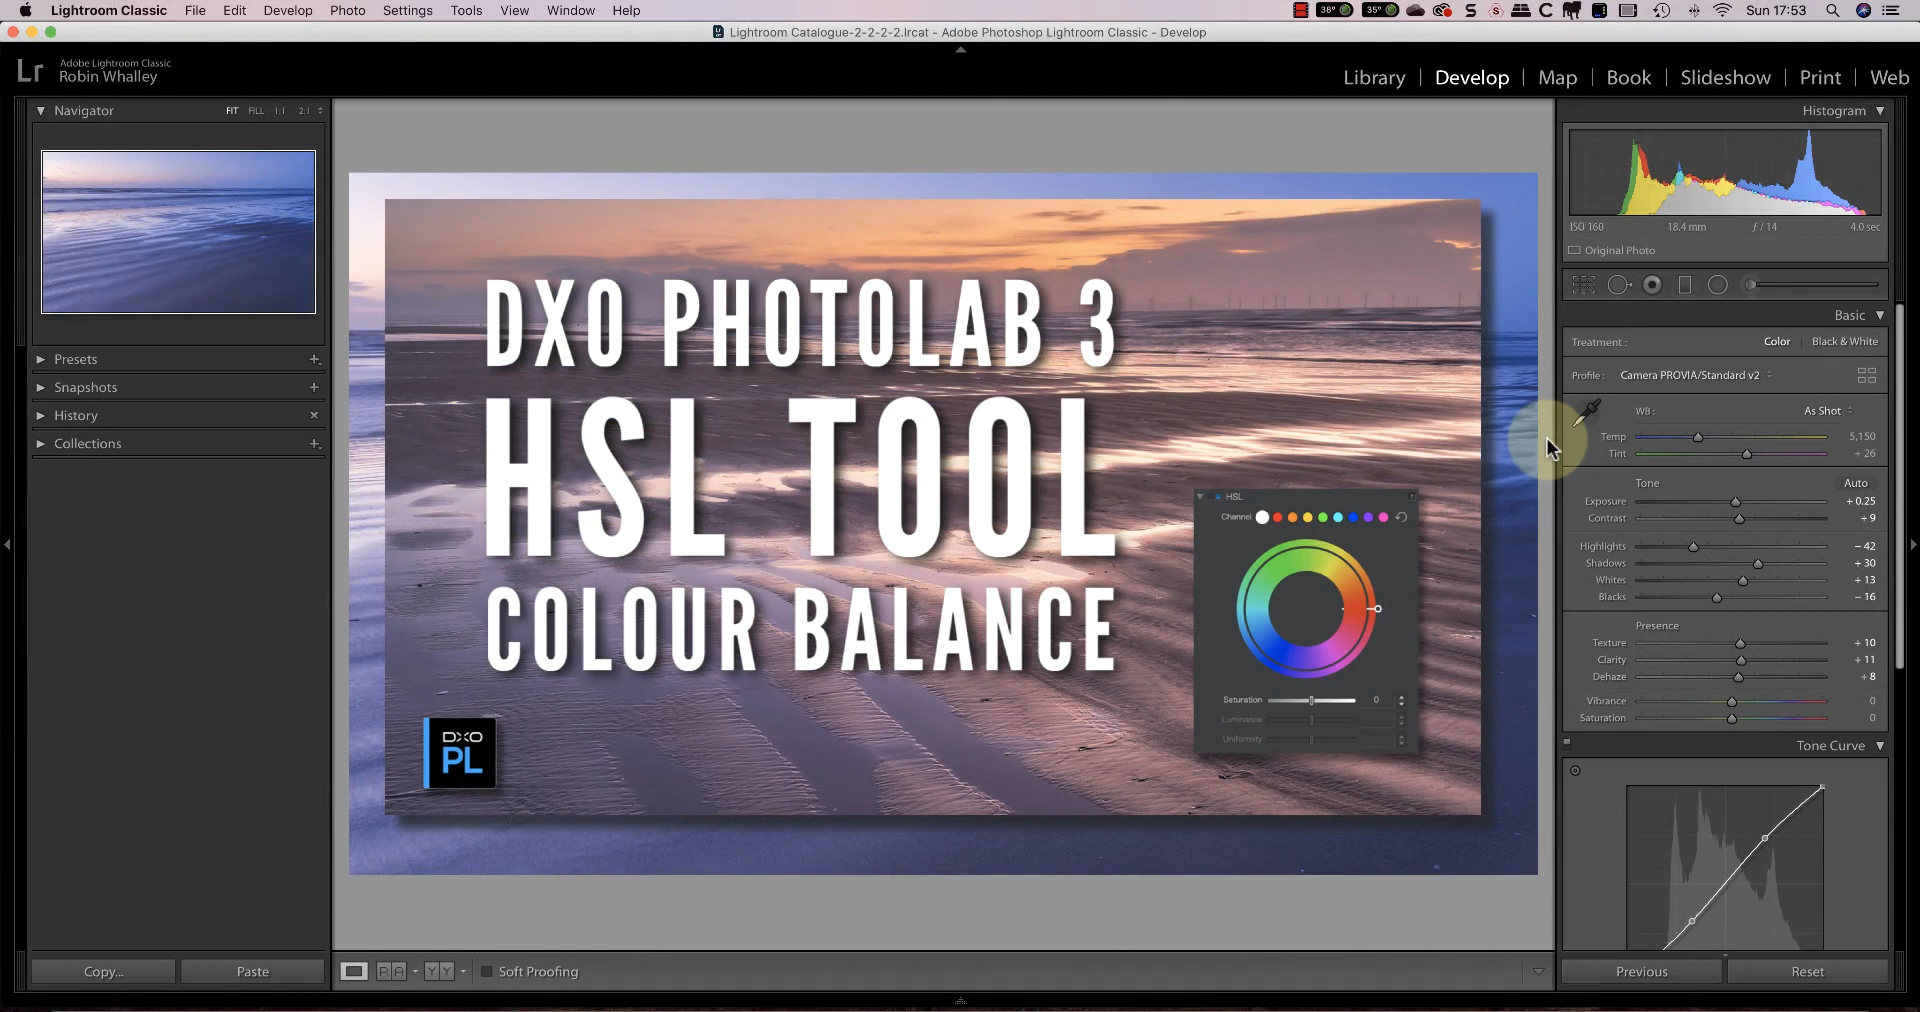 Lightroom Classic File Edit Develop Photo Settings Tools View Window Help 38° 35° Sun 17:53
Lightroom Catalogue-2-2-2-2.lrcat - Adobe Photoshop Lightroom Classic - Develop
Lr Adobe Lightroom Classic
Robin Whalley
Library | Develop | Map | Book | Slideshow | Print | Web
Navigator FIT FILL 1:1 2:1
Presets
Snapshots
History
Collections
Copy... Paste
DXO PHOTOLAB 3
HSL TOOL
COLOUR BALANCE
DXO
PL
HSL
Channel
Saturation 0
Luminance
Uniformity
Soft Proofing
Histogram
ISO 160 18.4 mm ƒ / 14 4.0 sec
Original Photo
Basic
Treatment : Color Black & White
Profile : Camera PROVIA/Standard v2
WB : As Shot
Temp 5,150
Tint + 26
Tone Auto
Exposure + 0.25
Contrast + 9
Highlights − 42
Shadows + 30
Whites + 13
Blacks − 16
Presence
Texture + 10
Clarity + 11
Dehaze + 8
Vibrance 0
Saturation 0
Tone Curve
Previous Reset